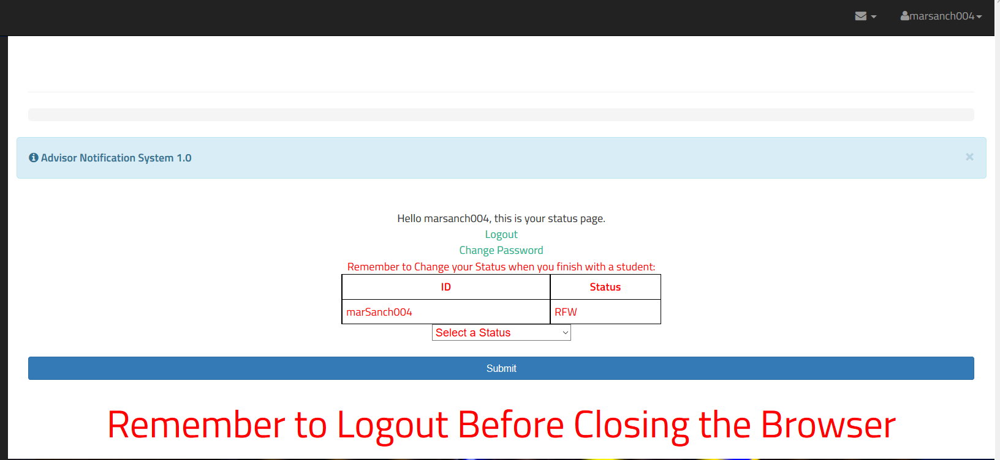 marsanch004
Advisor Notification System 1.0
×
Hello marsanch004, this is your status page.
Logout
Change Password
Remember to Change your Status when you finish with a student:
ID Status
marSanch004 RFW
Select a Status
Submit
Remember to Logout Before Closing the Browser